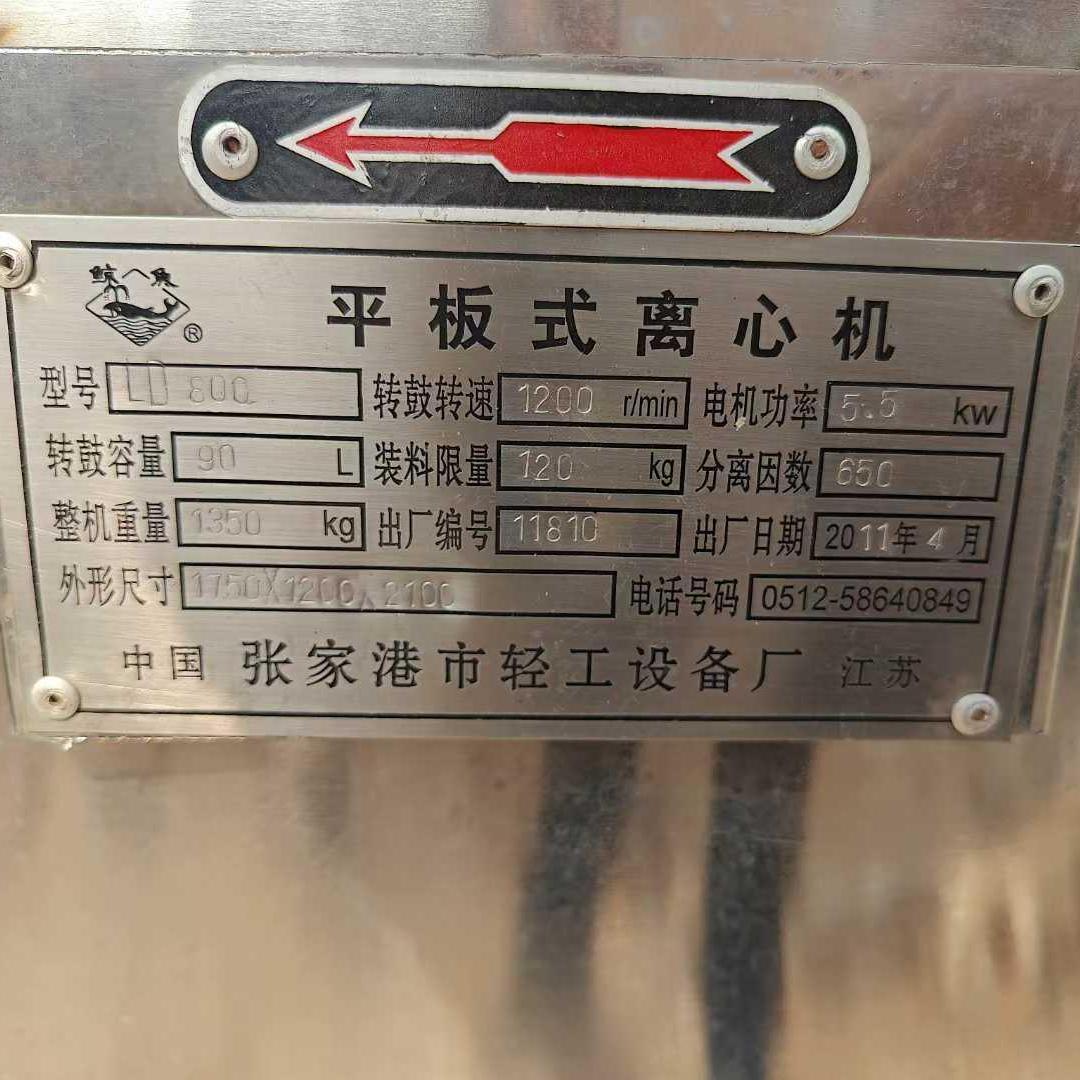 鲸鱼
®
平板式离心机
型号 LD 800 转鼓转速 1200 r/min 电机功率 5.5 kw
转鼓容量 90 L 装料限量 120 kg 分离因数 650
整机重量 1350 kg 出厂编号 11810 出厂日期 2011年4月
外形尺寸 1750X1200X2100 电话号码 0512-58640849
中国 张家港市轻工设备厂 江苏